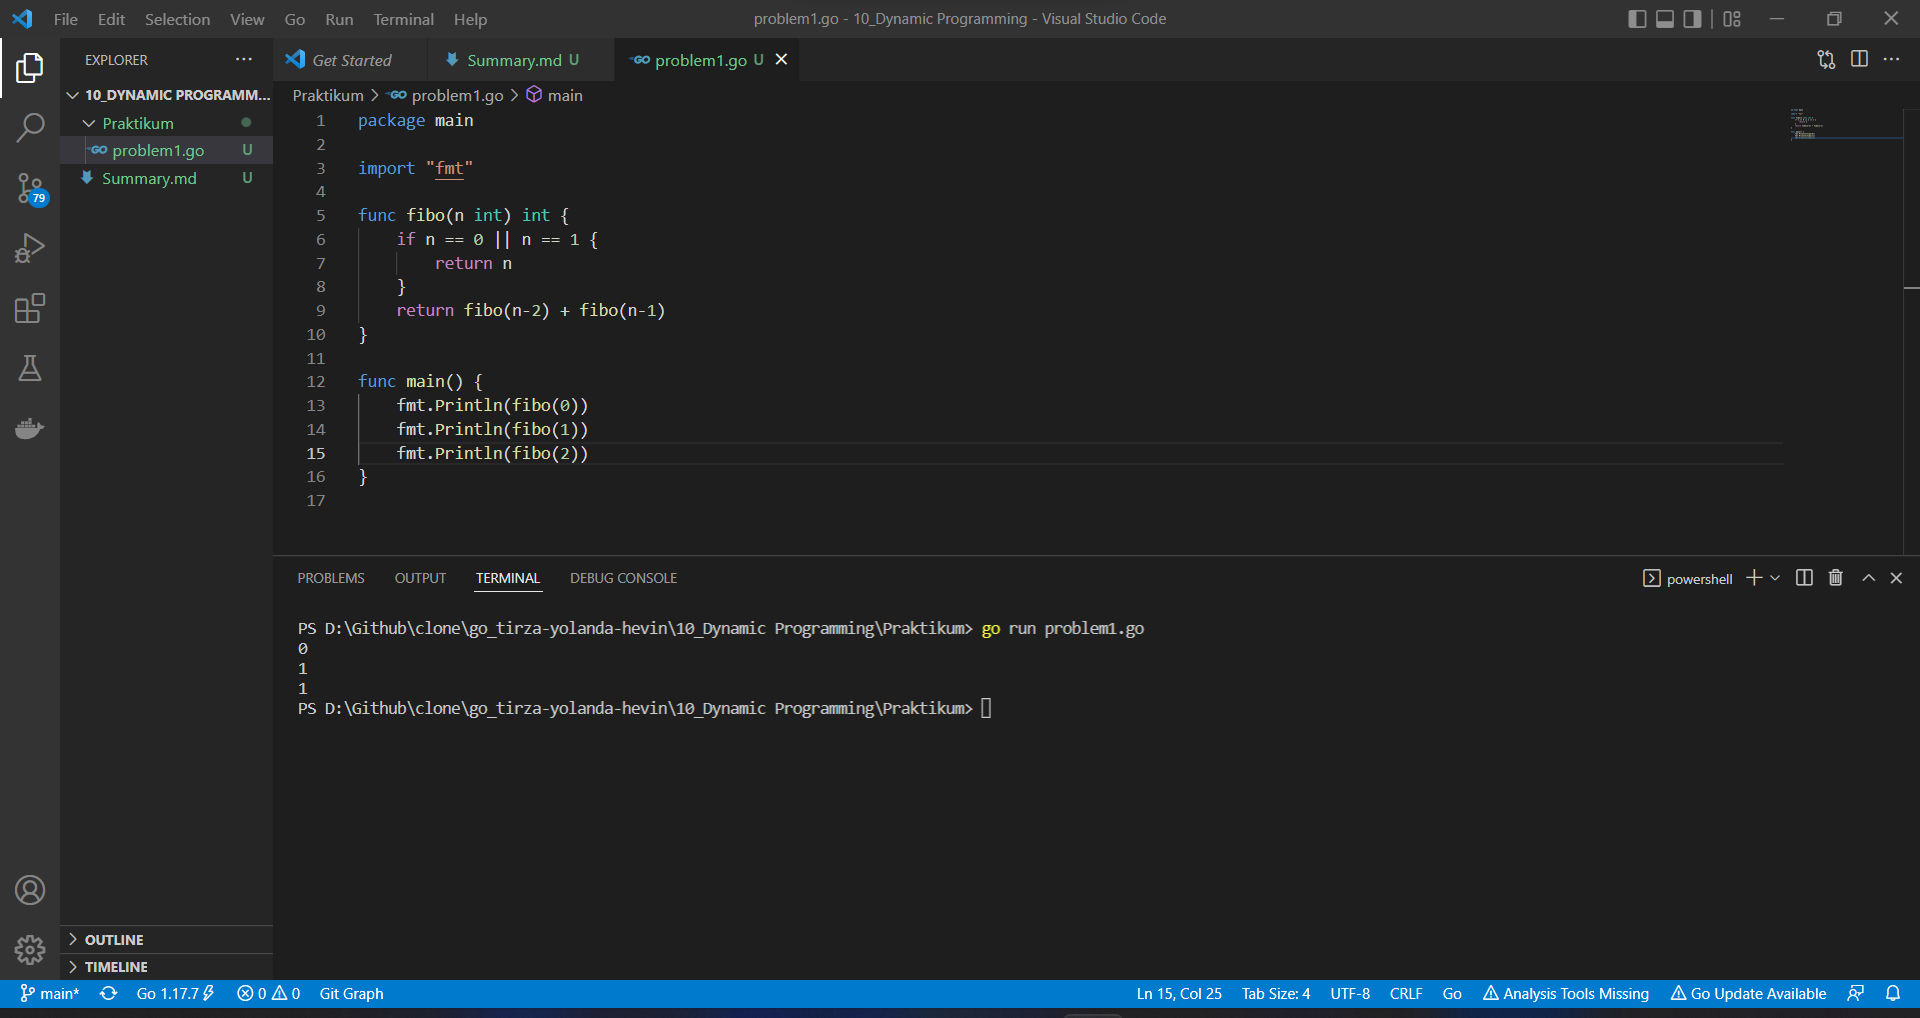 File Edit Selection View Go Run Terminal Help
problem1.go - 10_Dynamic Programming - Visual Studio Code
EXPLORER
10_DYNAMIC PROGRAMM...
Praktikum
problem1.go U
Summary.md U
79
Get Started
Summary.md U
GO problem1.go U
Praktikum > GO problem1.go > main
1 package main
2
3 import "fmt"
4
5 func fibo(n int) int {
6     if n == 0 || n == 1 {
7         return n
8     }
9     return fibo(n-2) + fibo(n-1)
10 }
11
12 func main() {
13     fmt.Println(fibo(0))
14     fmt.Println(fibo(1))
15     fmt.Println(fibo(2))
16 }
17
PROBLEMS OUTPUT TERMINAL DEBUG CONSOLE
powershell
PS D:\Github\clone\go_tirza-yolanda-hevin\10_Dynamic Programming\Praktikum> go run problem1.go
0
1
1
PS D:\Github\clone\go_tirza-yolanda-hevin\10_Dynamic Programming\Praktikum>
OUTLINE
TIMELINE
main* Go 1.17.7 0 0 Git Graph
Ln 15, Col 25 Tab Size: 4 UTF-8 CRLF Go Analysis Tools Missing Go Update Available